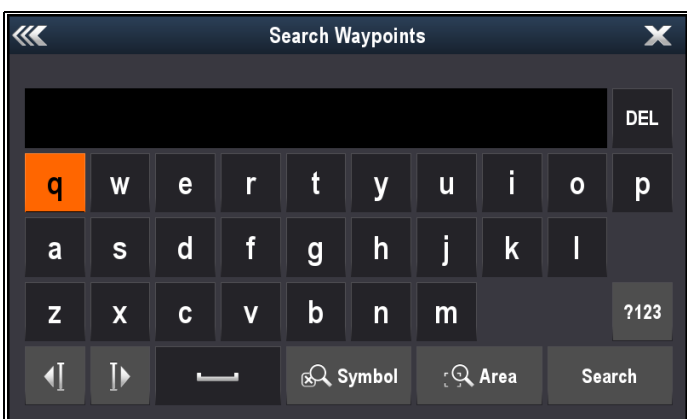 Search Waypoints
DEL
q w e r t y u i o p
a s d f g h j k l
z x c v b n m ?123
Symbol Area Search